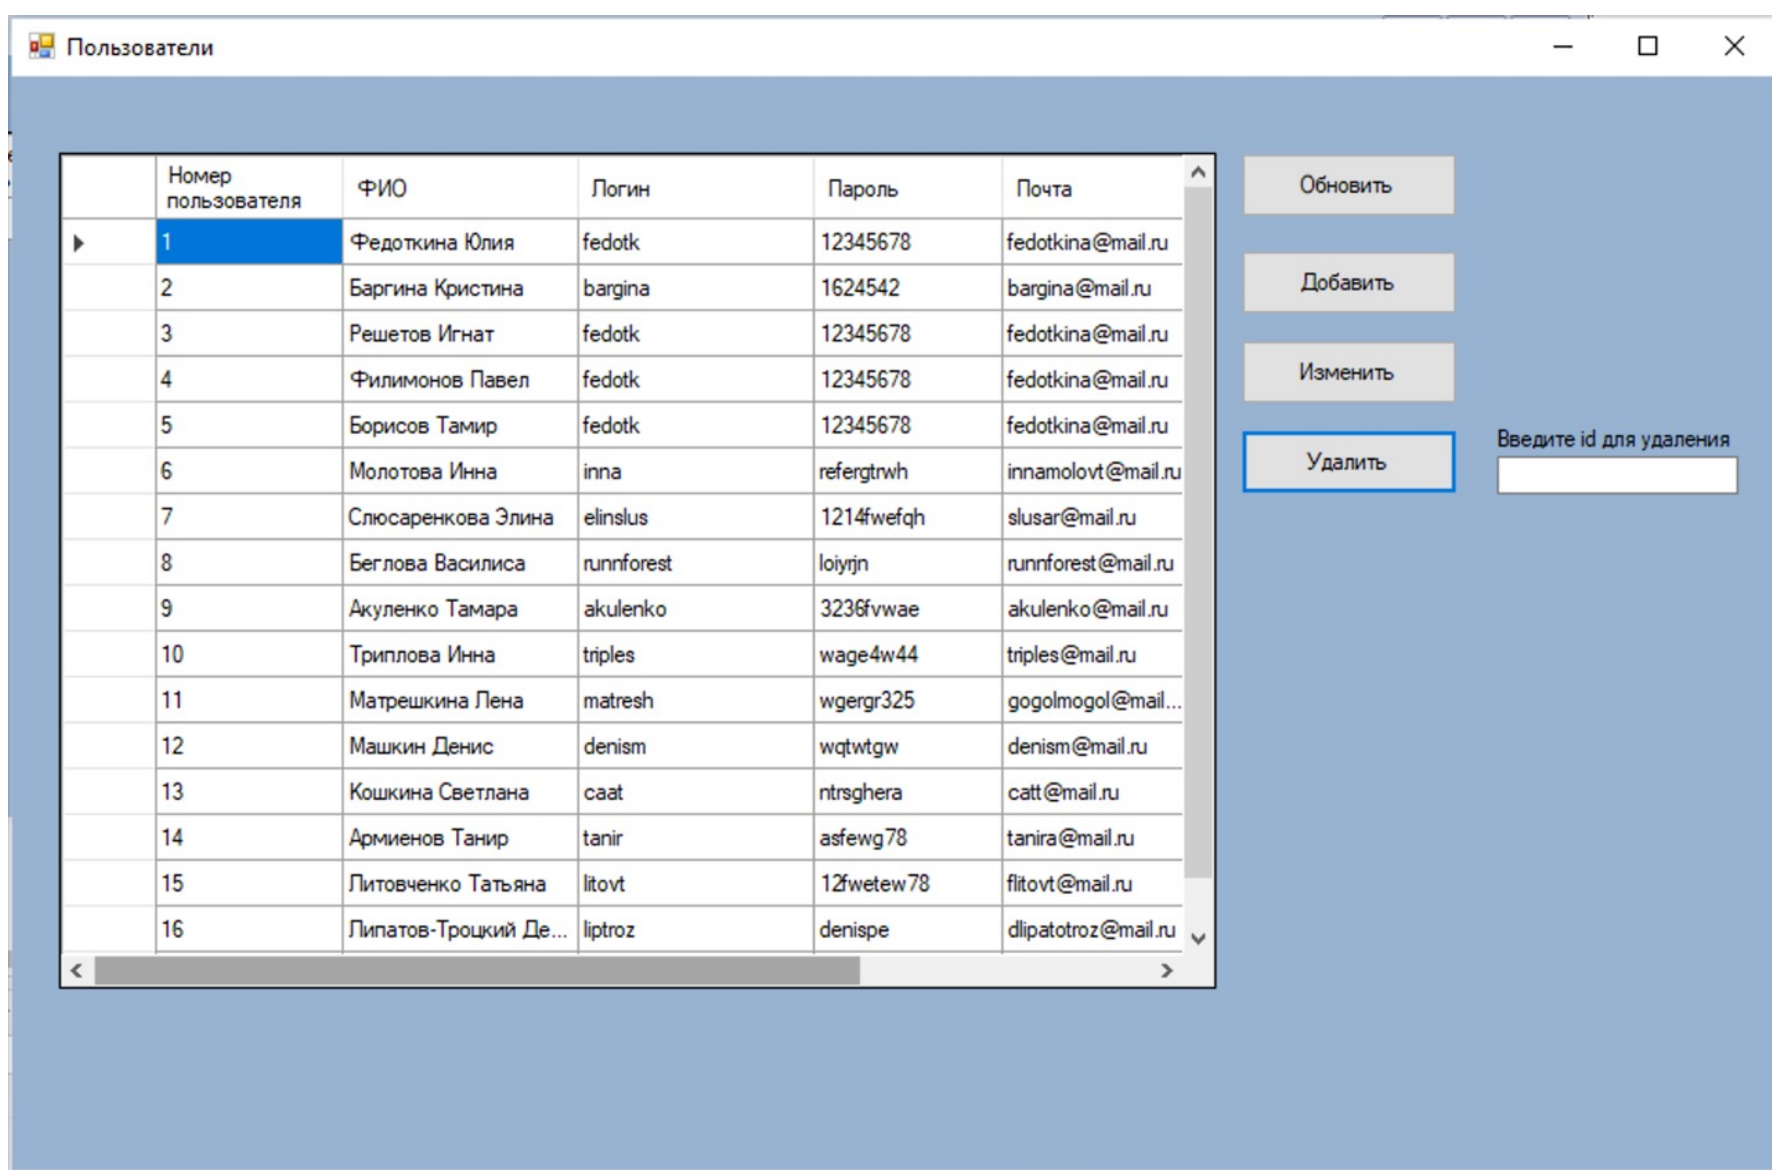 Пользователи
Номер
пользователя ФИО Логин Пароль Почта
1 Федоткина Юлия fedotk 12345678 fedotkina@mail.ru
2 Баргина Кристина bargina 1624542 bargina@mail.ru
3 Решетов Игнат fedotk 12345678 fedotkina@mail.ru
4 Филимонов Павел fedotk 12345678 fedotkina@mail.ru
5 Борисов Тамир fedotk 12345678 fedotkina@mail.ru
6 Молотова Инна inna refergtrwh innamolovt@mail.ru
7 Слюсаренкова Элина elinslus 1214fwefqh slusar@mail.ru
8 Беглова Василиса runnforest loiyrjn runnforest@mail.ru
9 Акуленко Тамара akulenko 3236fvwae akulenko@mail.ru
10 Триплова Инна triples wage4w44 triples@mail.ru
11 Матрешкина Лена matresh wgergr325 gogolmogol@mail...
12 Машкин Денис denism wqtwtgw denism@mail.ru
13 Кошкина Светлана caat ntrsghera catt@mail.ru
14 Армиенов Танир tanir asfewg78 tanira@mail.ru
15 Литовченко Татьяна litovt 12fwetew78 flitovt@mail.ru
16 Липатов-Троцкий Де... liptroz denispe dlipatotroz@mail.ru
Обновить
Добавить
Изменить
Удалить
Введите id для удаления